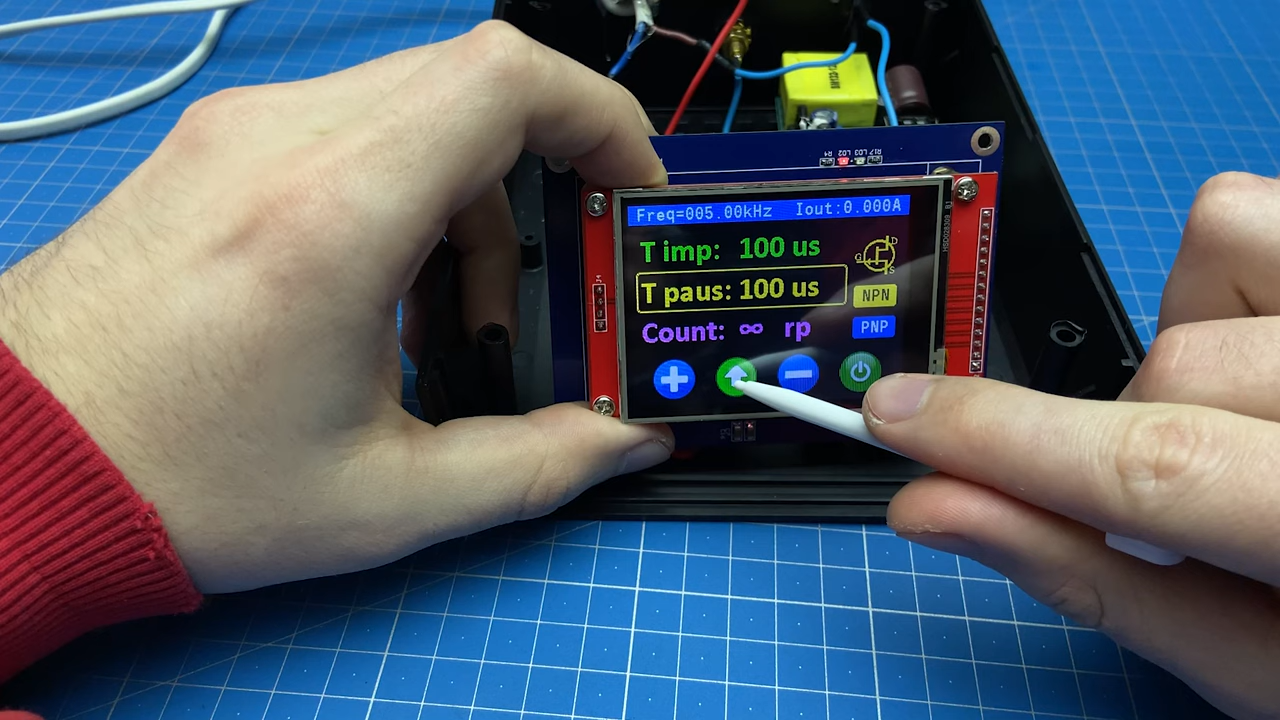 Freq=005.00kHz Iout:0.000A
T imp: 100 us
T paus: 100 us
Count: ∞ rp
D
G
S
NPN
PNP